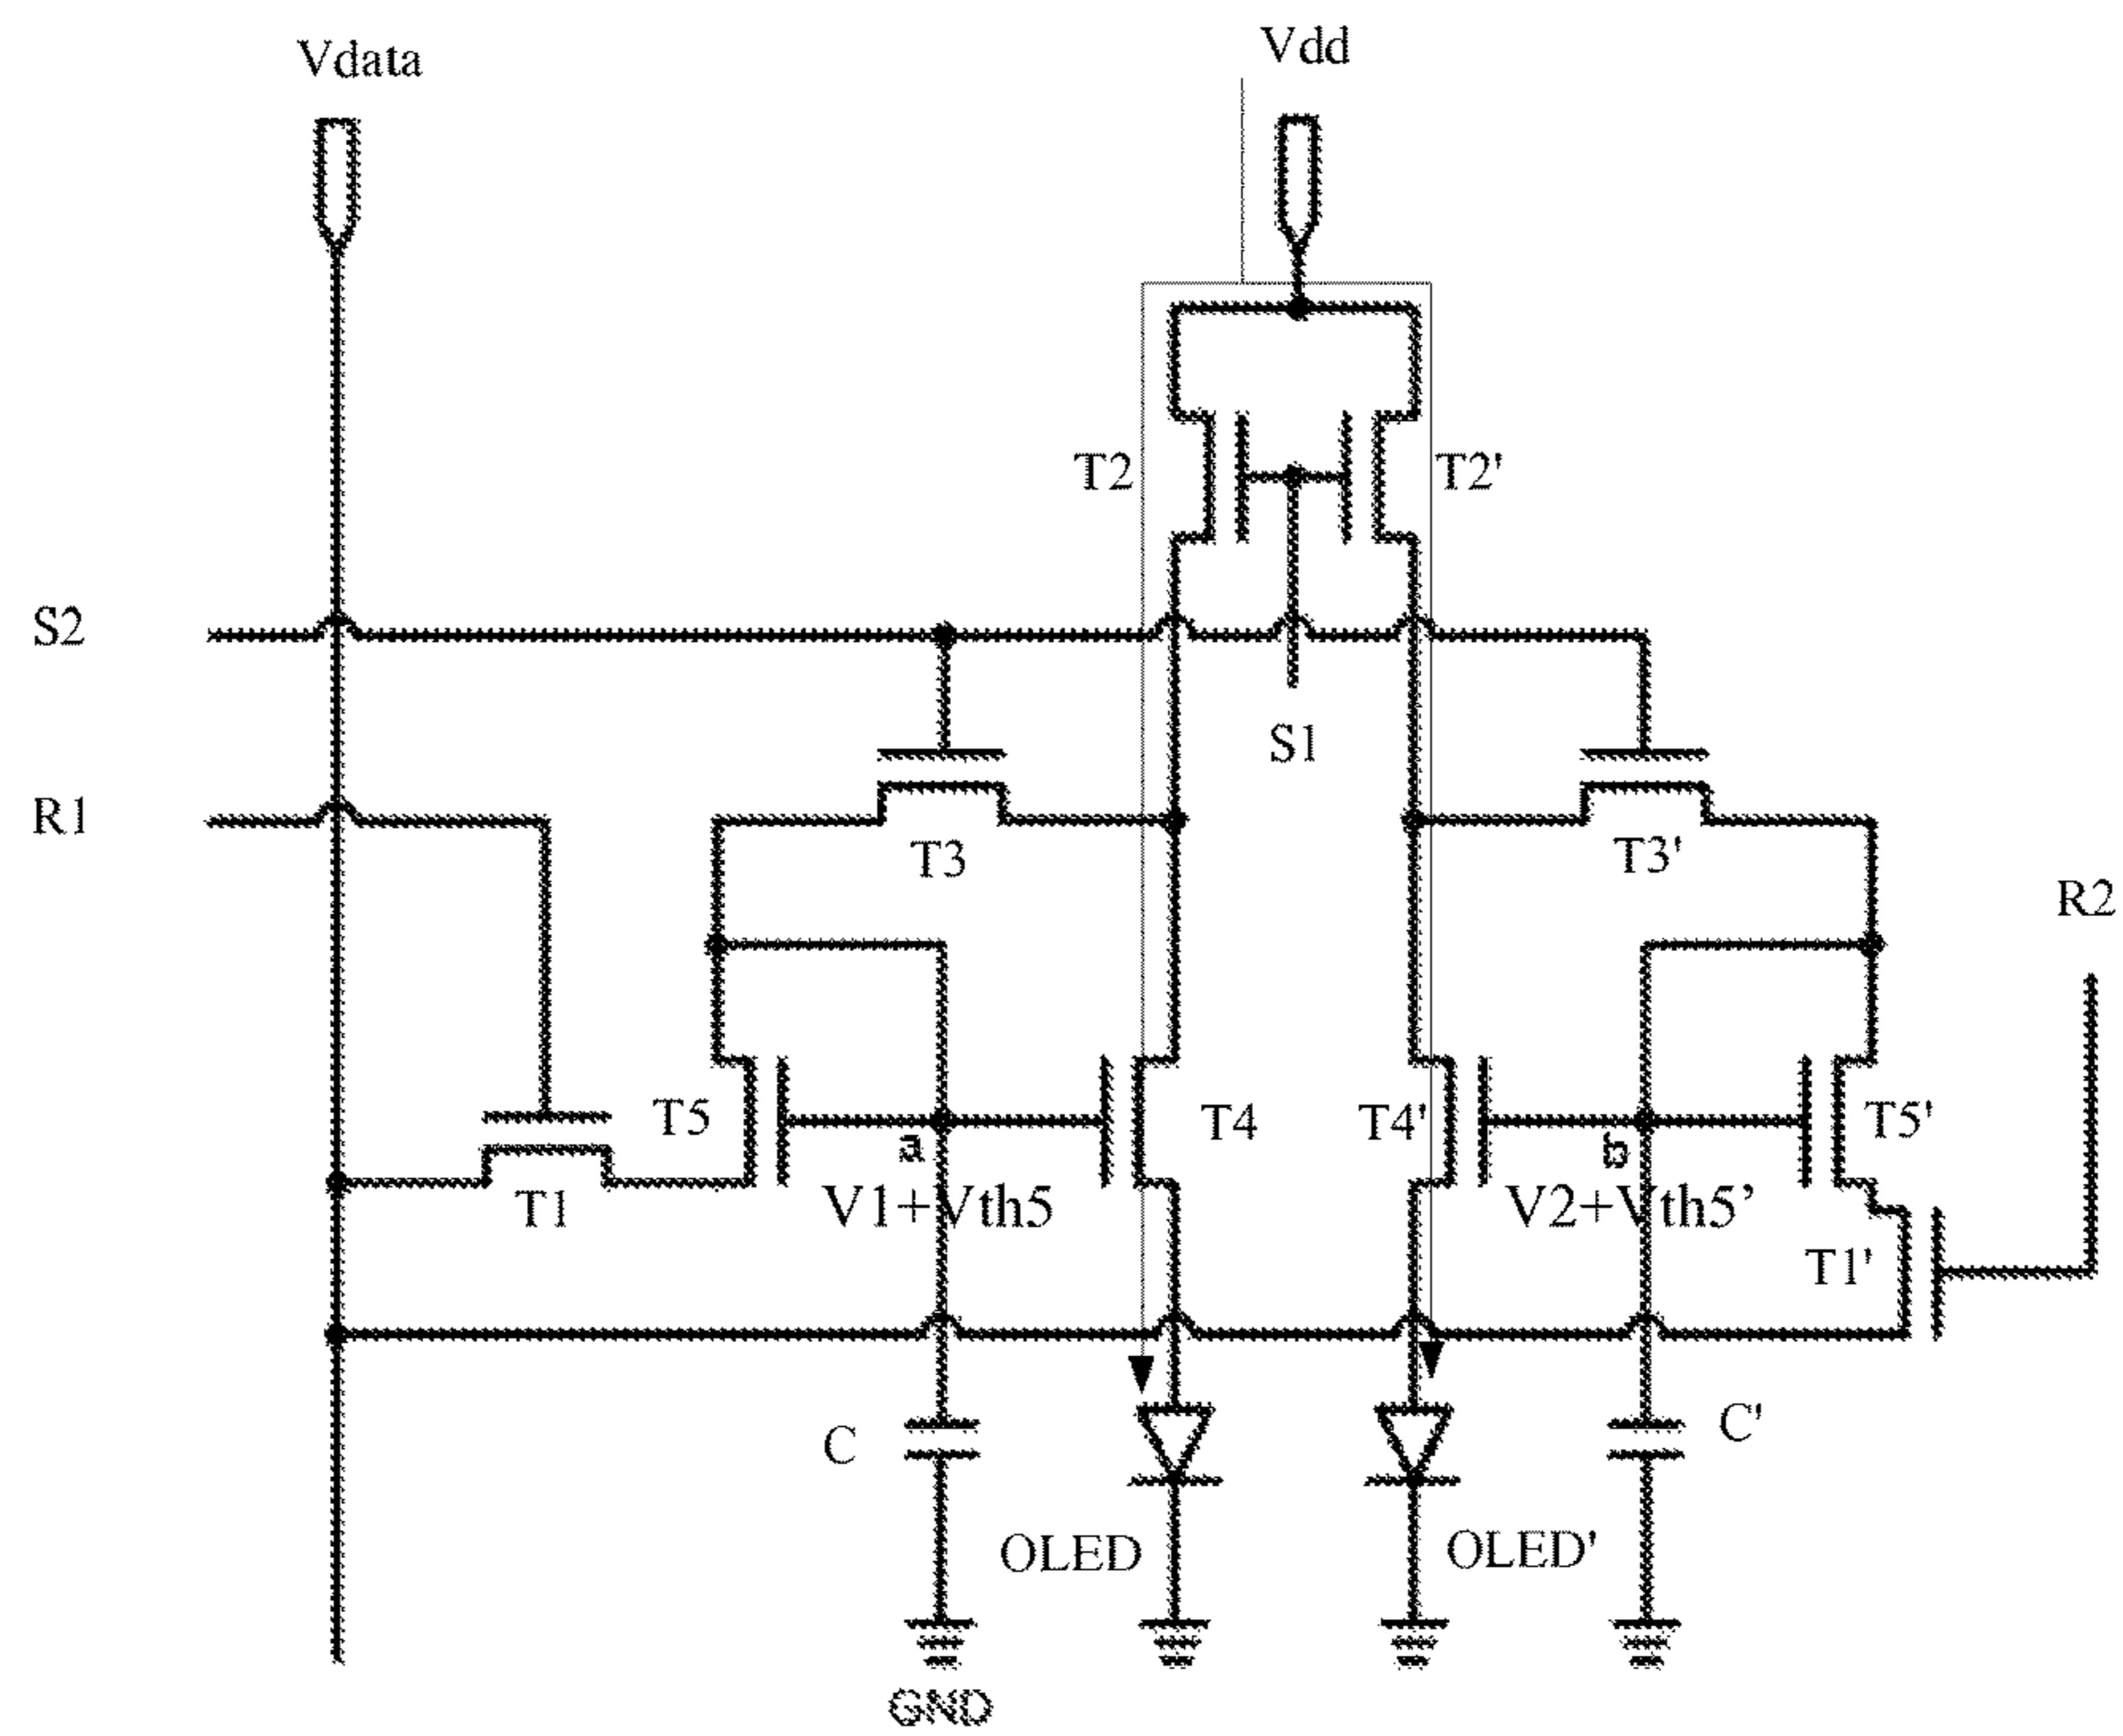 Vdata
Vdd
T2
T2'
S2
S1
R1
T3
T3'
R2
T5
T4
T4'
T5'
a
b
T1
V1+Vth5
V2+Vth5’
T1'
C
C'
OLED
OLED'
GND